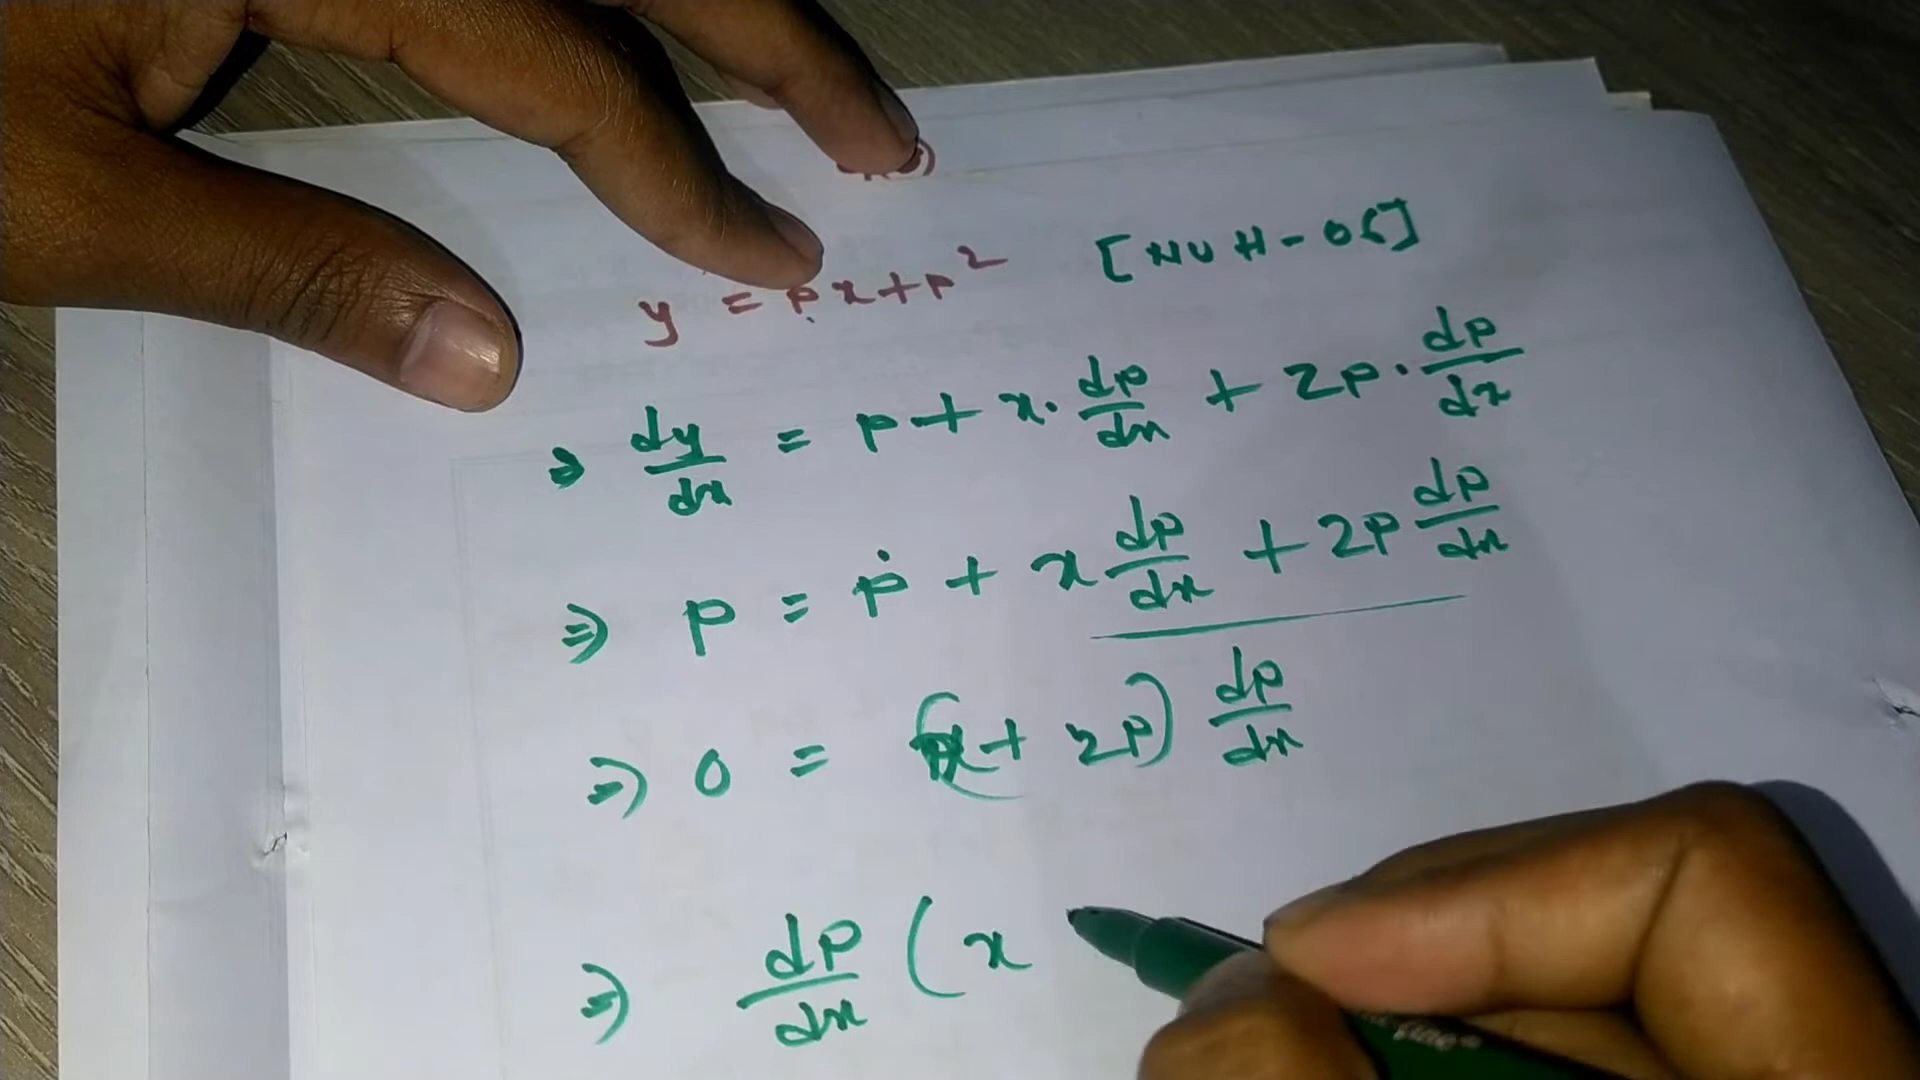 y = px + p² [NUH-06]
⇒ dy/dx = p + x· dp/dx + 2p· dp/dx
⇒ p = p + x dp/dx + 2p dp/dx
⇒ 0 = (x + 2p) dp/dx
⇒ dp/dx ( x